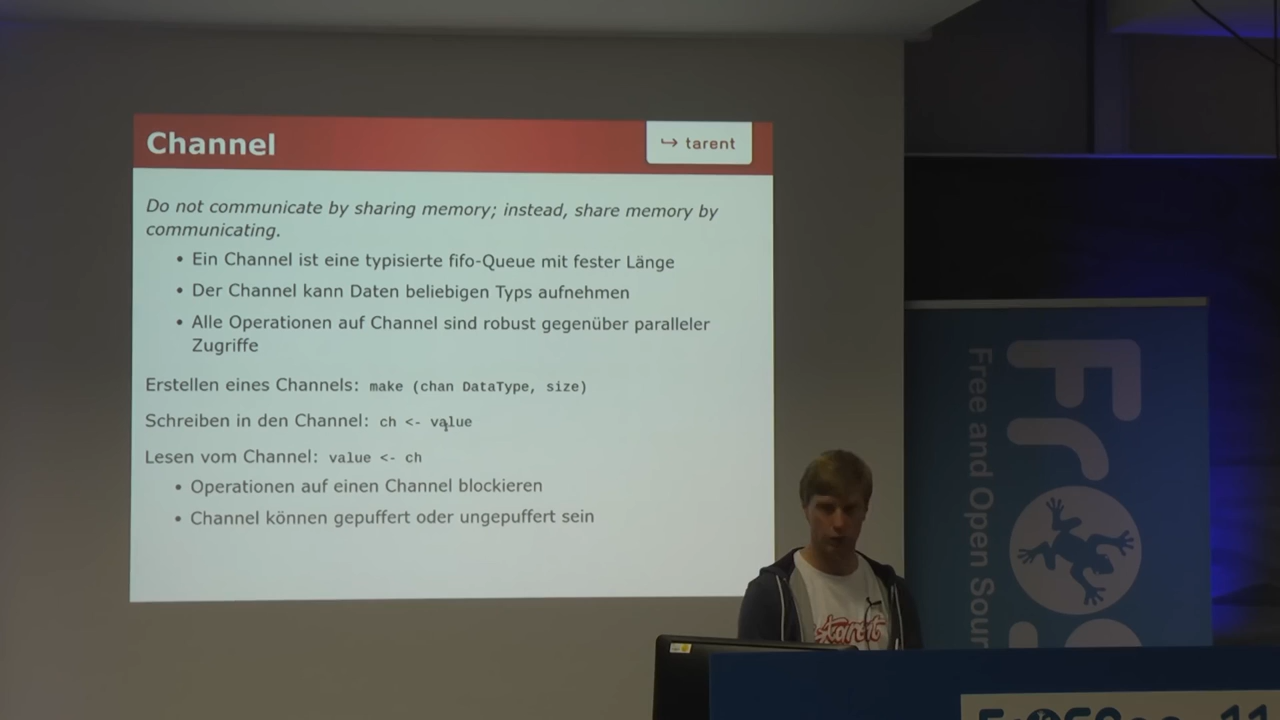 Channel
↪ tarent
Do not communicate by sharing memory; instead, share memory by
communicating.
• Ein Channel ist eine typisierte fifo-Queue mit fester Länge
• Der Channel kann Daten beliebigen Typs aufnehmen
• Alle Operationen auf Channel sind robust gegenüber paralleler
Zugriffe
Erstellen eines Channels: make (chan DataType, size)
Schreiben in den Channel: ch <- value
Lesen vom Channel: value <- ch
• Operationen auf einen Channel blockieren
• Channel können gepuffert oder ungepuffert sein
Free and Open Sour
FrOS
tarent